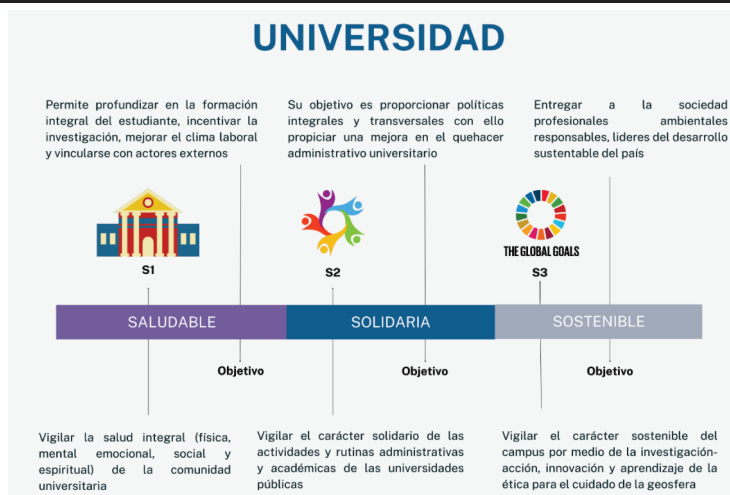 UNIVERSIDAD
Permite profundizar en la formación
integral del estudiante, incentivar la
investigación, mejorar el clima laboral
y vincularse con actores externos
Su objetivo es proporcionar políticas
integrales y transversales con ello
propiciar una mejora en el quehacer
administrativo universitario
Entregar a la sociedad
profesionales ambientales
responsables, lideres del desarrollo
sustentable del país
THE GLOBAL GOALS
S1
S2
S3
SALUDABLE
SOLIDARIA
SOSTENIBLE
Objetivo
Objetivo
Objetivo
Vigilar la salud integral (física,
mental emocional, social y
espiritual) de la comunidad
universitaria
Vigilar el carácter solidario de las
actividades y rutinas administrativas
y académicas de las universidades
públicas
Vigilar el carácter sostenible del
campus por medio de la investigación-
acción, innovación y aprendizaje de la
ética para el cuidado de la geosfera